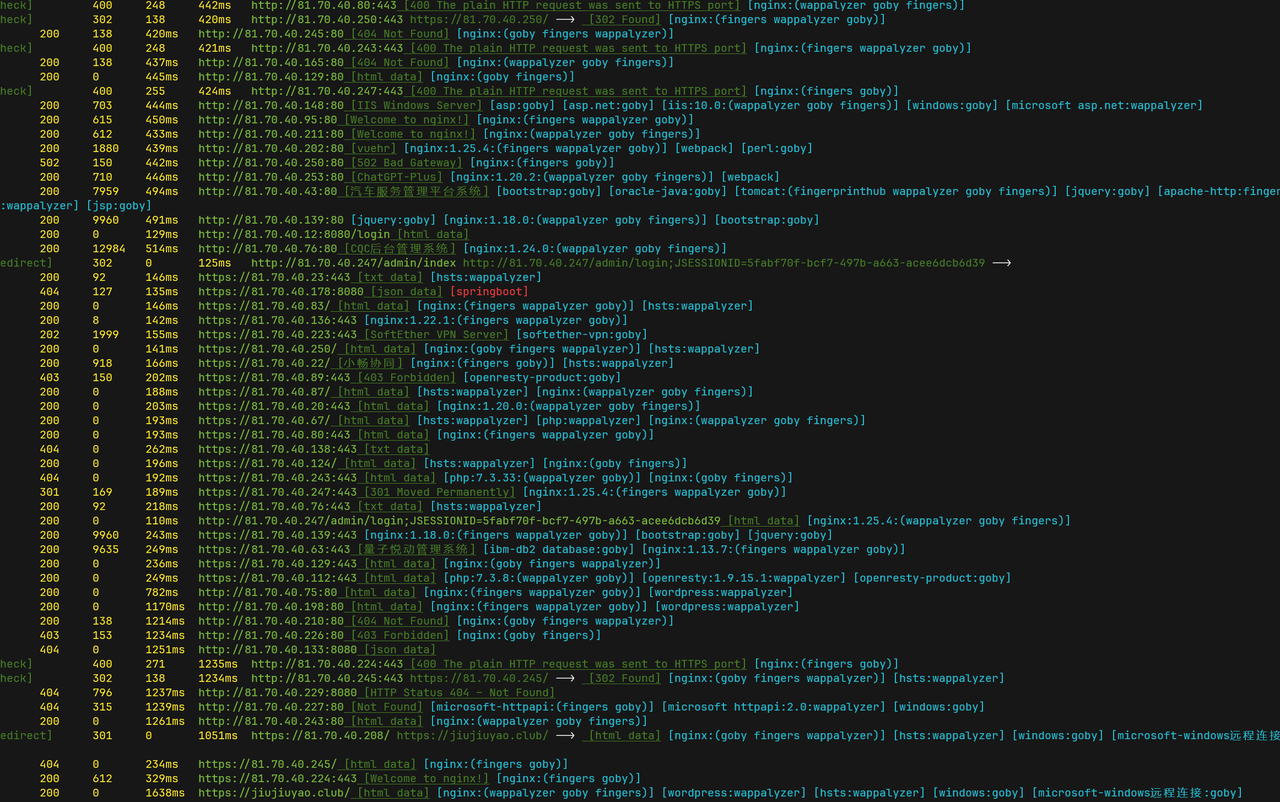 heck] 400 248 442ms http://81.70.40.80:443 [400 The plain HTTP request was sent to HTTPS port] [nginx:(wappalyzer goby fingers)]
heck] 302 138 420ms http://81.70.40.250:443 https://81.70.40.250/ ⟶ [302 Found] [nginx:(fingers wappalyzer goby)]
200 138 420ms http://81.70.40.245:80 [404 Not Found] [nginx:(goby fingers wappalyzer)]
heck] 400 248 421ms http://81.70.40.243:443 [400 The plain HTTP request was sent to HTTPS port] [nginx:(fingers wappalyzer goby)]
200 138 437ms http://81.70.40.165:80 [404 Not Found] [nginx:(wappalyzer goby fingers)]
200 0 445ms http://81.70.40.129:80 [html data] [nginx:(goby fingers)]
heck] 400 255 424ms http://81.70.40.247:443 [400 The plain HTTP request was sent to HTTPS port] [nginx:(goby fingers)]
200 703 444ms http://81.70.40.148:80 [IIS Windows Server] [asp:goby] [asp.net:goby] [iis:10.0:(wappalyzer goby fingers)] [windows:goby] [microsoft asp.net:wappalyzer]
200 615 450ms http://81.70.40.95:80 [Welcome to nginx!] [nginx:(fingers wappalyzer goby)]
200 612 433ms http://81.70.40.211:80 [Welcome to nginx!] [nginx:(fingers wappalyzer goby)]
200 1880 439ms http://81.70.40.202:80 [vuehr] [nginx:1.25.4:(fingers wappalyzer goby)] [webpack] [perl:goby]
502 150 442ms http://81.70.40.250:80 [502 Bad Gateway] [nginx:(fingers goby)]
200 710 446ms http://81.70.40.253:80 [ChatGPT-Plus] [nginx:1.20.2:(wappalyzer goby fingers)] [webpack]
200 7959 494ms http://81.70.40.43:80 [汽车服务管理平台系统] [bootstrap:goby] [oracle-java:goby] [tomcat:(fingerprinthub wappalyzer goby fingers)] [jquery:goby] [apache-http:finger
:wappalyzer] [jsp:goby]
200 9960 491ms http://81.70.40.139:80 [jquery:goby] [nginx:1.18.0:(wappalyzer goby fingers)] [bootstrap:goby]
200 0 129ms http://81.70.40.12:8080/login [html data]
200 12984 514ms http://81.70.40.76:80 [CQC后台管理系统] [nginx:1.24.0:(wappalyzer goby fingers)]
edirect] 302 0 125ms http://81.70.40.247/admin/index http://81.70.40.247/admin/login;JSESSIONID=5fabf70f-bcf7-497b-a663-acee6dcb6d39 ⟶
200 92 146ms https://81.70.40.23:443 [txt data] [hsts:wappalyzer]
404 127 135ms https://81.70.40.178:8080 [json data] [springboot]
200 0 146ms https://81.70.40.83/ [html data] [nginx:(fingers wappalyzer goby)] [hsts:wappalyzer]
200 8 142ms https://81.70.40.136:443 [nginx:1.22.1:(fingers wappalyzer goby)]
202 1999 155ms https://81.70.40.223:443 [SoftEther VPN Server] [softether-vpn:goby]
200 0 141ms https://81.70.40.250/ [html data] [nginx:(goby fingers wappalyzer)] [hsts:wappalyzer]
200 918 166ms https://81.70.40.22/ [小畅协同] [nginx:(fingers goby)] [hsts:wappalyzer]
403 150 202ms https://81.70.40.89:443 [403 Forbidden] [openresty-product:goby]
200 0 188ms https://81.70.40.87/ [html data] [hsts:wappalyzer] [nginx:(wappalyzer goby fingers)]
200 0 203ms https://81.70.40.20:443 [html data] [nginx:1.20.0:(wappalyzer goby fingers)]
200 0 193ms https://81.70.40.67/ [html data] [hsts:wappalyzer] [php:wappalyzer] [nginx:(wappalyzer goby fingers)]
200 0 193ms https://81.70.40.80:443 [html data] [nginx:(fingers wappalyzer goby)]
404 0 262ms https://81.70.40.138:443 [txt data]
200 0 196ms https://81.70.40.124/ [html data] [hsts:wappalyzer] [nginx:(goby fingers)]
404 0 192ms https://81.70.40.243:443 [html data] [php:7.3.33:(wappalyzer goby)] [nginx:(goby fingers)]
301 169 189ms https://81.70.40.247:443 [301 Moved Permanently] [nginx:1.25.4:(fingers wappalyzer goby)]
200 92 218ms https://81.70.40.76:443 [txt data] [hsts:wappalyzer]
200 0 110ms http://81.70.40.247/admin/login;JSESSIONID=5fabf70f-bcf7-497b-a663-acee6dcb6d39 [html data] [nginx:1.25.4:(wappalyzer goby fingers)]
200 9960 243ms https://81.70.40.139:443 [nginx:1.18.0:(fingers wappalyzer goby)] [bootstrap:goby] [jquery:goby]
200 9635 249ms https://81.70.40.63:443 [量子悦动管理系统] [ibm-db2 database:goby] [nginx:1.13.7:(fingers wappalyzer goby)]
200 0 236ms https://81.70.40.129:443 [html data] [nginx:(goby fingers wappalyzer)]
200 0 249ms https://81.70.40.112:443 [html data] [php:7.3.8:(wappalyzer goby)] [openresty:1.9.15.1:wappalyzer] [openresty-product:goby]
200 0 782ms http://81.70.40.75:80 [html data] [nginx:(fingers wappalyzer goby)] [wordpress:wappalyzer]
200 0 1170ms http://81.70.40.198:80 [html data] [nginx:(fingers wappalyzer goby)] [wordpress:wappalyzer]
200 138 1214ms http://81.70.40.210:80 [404 Not Found] [nginx:(goby fingers wappalyzer)]
403 153 1234ms http://81.70.40.226:80 [403 Forbidden] [nginx:(goby fingers)]
404 0 1251ms http://81.70.40.133:8080 [json data]
heck] 400 271 1235ms http://81.70.40.224:443 [400 The plain HTTP request was sent to HTTPS port] [nginx:(fingers goby)]
heck] 302 138 1234ms http://81.70.40.245:443 https://81.70.40.245/ ⟶ [302 Found] [nginx:(goby fingers wappalyzer)] [hsts:wappalyzer]
404 796 1237ms http://81.70.40.229:8080 [HTTP Status 404 – Not Found]
404 315 1239ms http://81.70.40.227:80 [Not Found] [microsoft-httpapi:(fingers goby)] [microsoft httpapi:2.0:wappalyzer] [windows:goby]
200 0 1261ms http://81.70.40.243:80 [html data] [nginx:(wappalyzer goby fingers)]
edirect] 301 0 1051ms https://81.70.40.208/ https://jiujiuyao.club/ ⟶ [html data] [nginx:(goby fingers wappalyzer)] [hsts:wappalyzer] [windows:goby] [microsoft-windows远程连接
404 0 234ms https://81.70.40.245/ [html data] [nginx:(fingers goby)]
200 612 329ms https://81.70.40.224:443 [Welcome to nginx!] [nginx:(fingers goby)]
200 0 1638ms https://jiujiuyao.club/ [html data] [nginx:(wappalyzer goby fingers)] [wordpress:wappalyzer] [hsts:wappalyzer] [windows:goby] [microsoft-windows远程连接:goby]